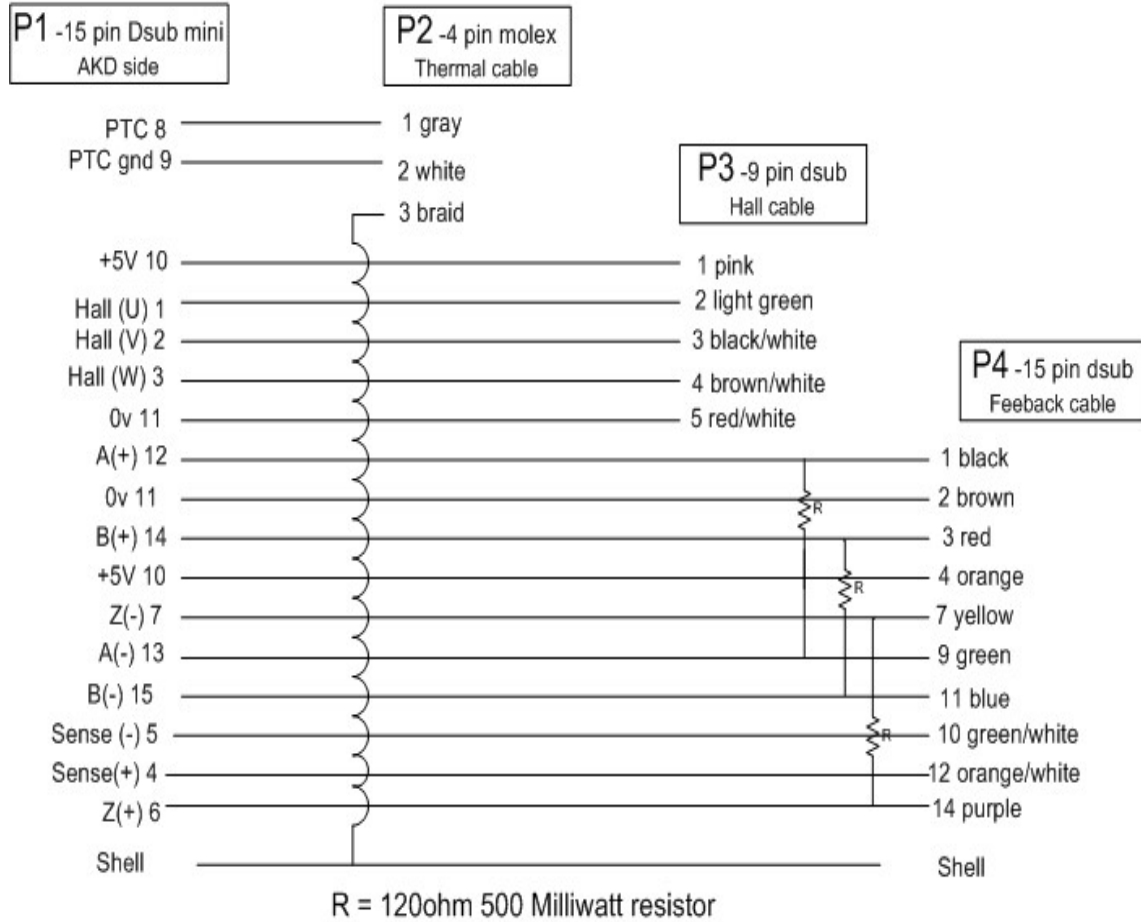 P1 -15 pin Dsub mini
AKD side
P2 -4 pin molex
Thermal cable
PTC 8
1 gray
PTC gnd 9
2 white
P3 -9 pin dsub
Hall cable
3 braid
+5V 10
1 pink
Hall (U) 1
2 light green
Hall (V) 2
3 black/white
P4 -15 pin dsub
Feeback cable
Hall (W) 3
4 brown/white
0v 11
5 red/white
A(+) 12
1 black
0v 11
2 brown
R
B(+) 14
3 red
+5V 10
4 orange
R
Z(-) 7
7 yellow
A(-) 13
9 green
B(-) 15
11 blue
Sense (-) 5
R
10 green/white
Sense(+) 4
12 orange/white
Z(+) 6
14 purple
Shell
Shell
R = 120ohm 500 Milliwatt resistor